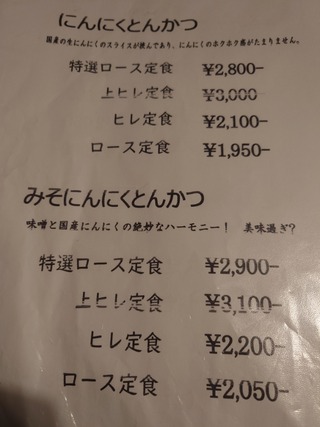 にんにくとんかつ
国産の生にんにくのスライスが挟んであり、にんにくのホクホク感がたまりません。
特選ロース定食 ¥2,800-
上ヒレ定食 ¥3,000-
ヒレ定食 ¥2,100-
ロース定食 ¥1,950-
みそにんにくとんかつ
味噌と国産にんにくの絶妙なハーモニー! 美味過ぎ?
特選ロース定食 ¥2,900-
上ヒレ定食 ¥3,100-
ヒレ定食 ¥2,200-
ロース定食 ¥2,050-